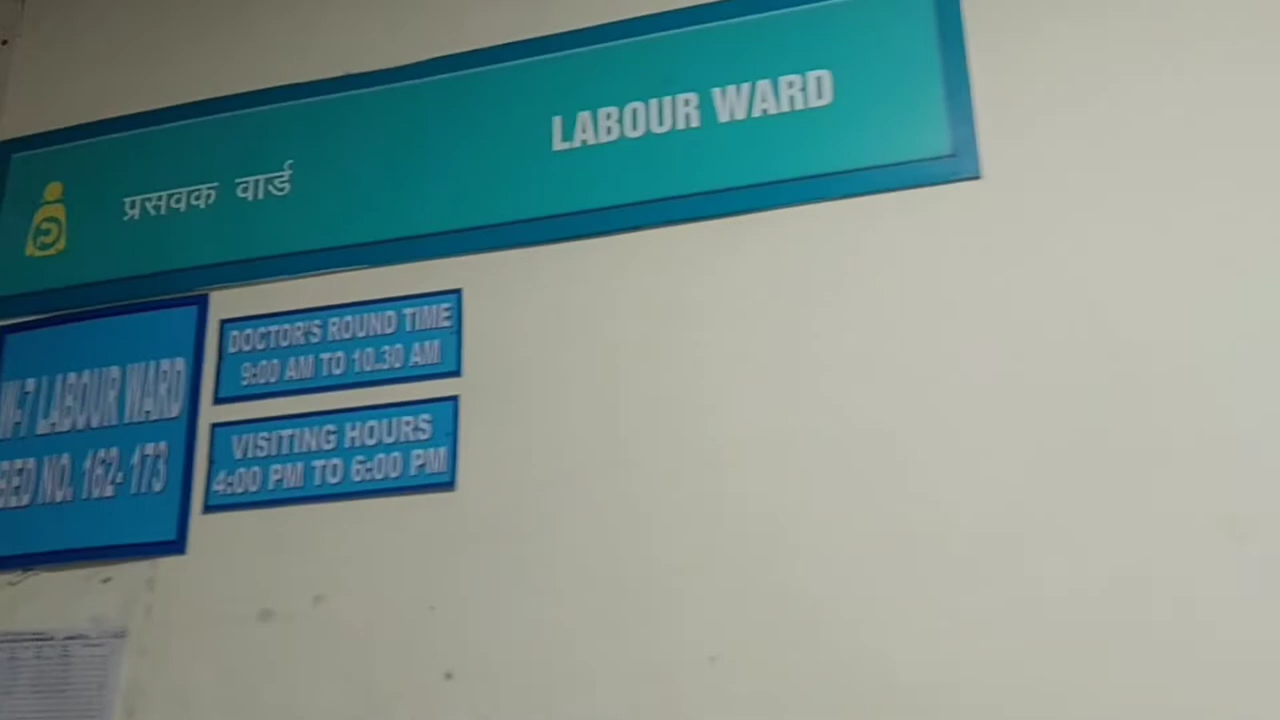 प्रसवक वार्ड
LABOUR WARD
W-7 LABOUR WARD
BED NO. 162- 173
DOCTOR'S ROUND TIME
9:00 AM TO 10.30 AM
VISITING HOURS
4:00 PM TO 6:00 PM